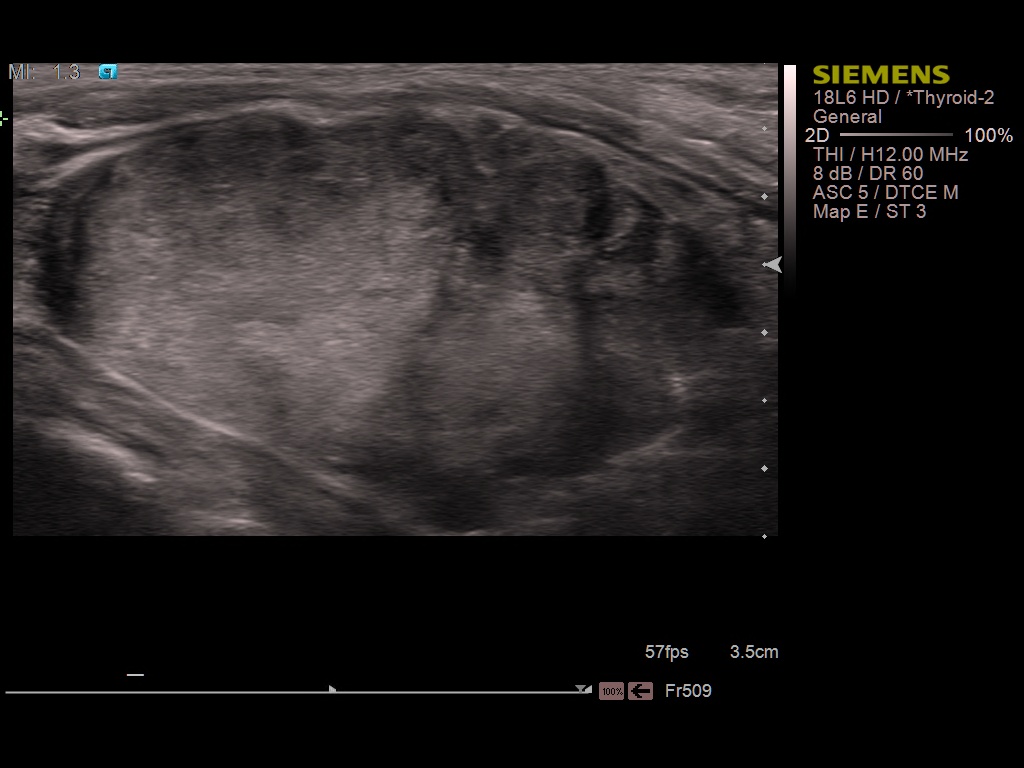 MI: 1.3
SIEMENS
18L6 HD / *Thyroid-2
General
2D 100%
THI / H12.00 MHz
8 dB / DR 60
ASC 5 / DTCE M
Map E / ST 3
57fps 3.5cm
100% Fr509